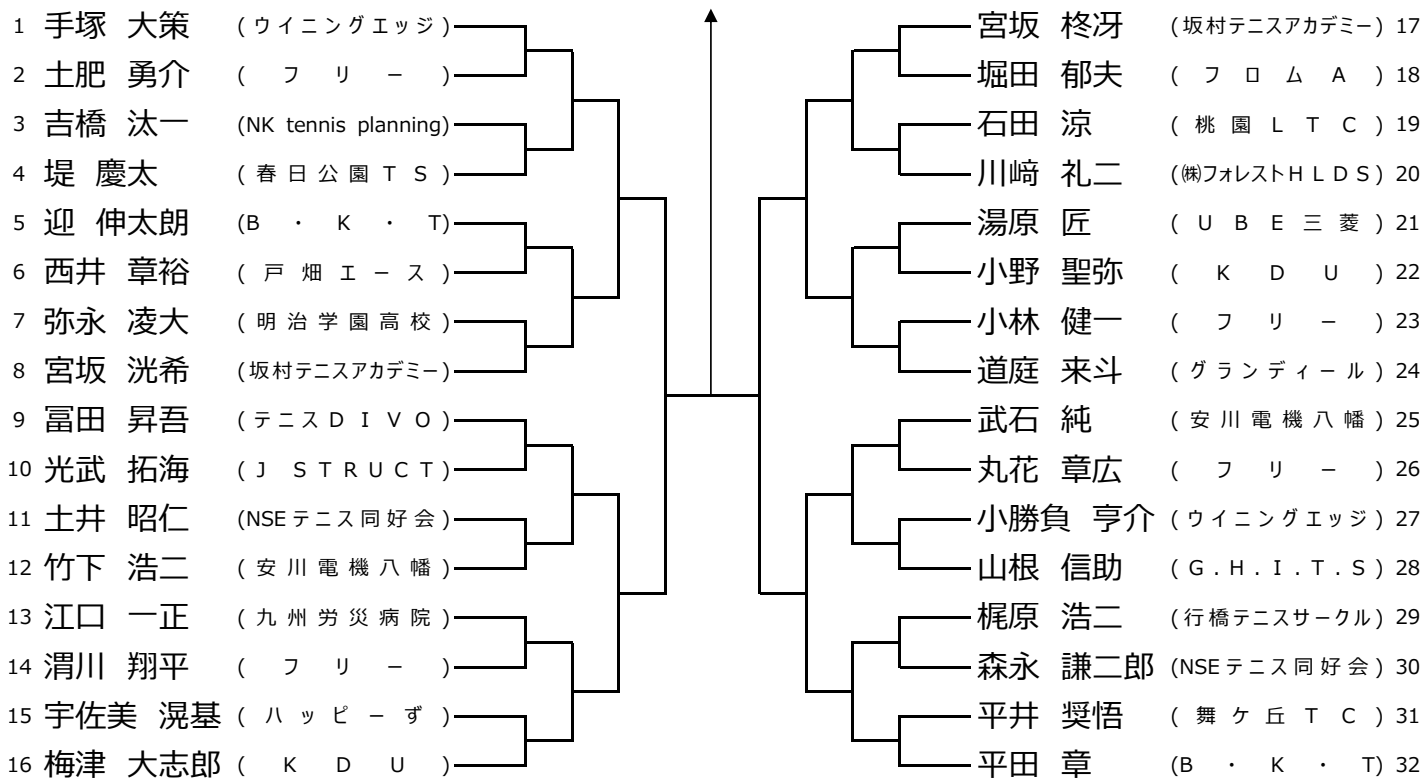 1 手塚 大策 (ウイニングエッジ)
2 土肥 勇介 (フリー)
3 吉橋 汰一 (NK tennis planning)
4 堤 慶太 (春日公園TS)
5 迎 伸太朗 (B・K・T)
6 西井 章裕 (戸畑エース)
7 弥永 凌大 (明治学園高校)
8 宮坂 洸希 (坂村テニスアカデミー)
9 冨田 昇吾 (テニスDIVO)
10 光武 拓海 (J STRUCT)
11 土井 昭仁 (NSEテニス同好会)
12 竹下 浩二 (安川電機八幡)
13 江口 一正 (九州労災病院)
14 渭川 翔平 (フリー)
15 宇佐美 滉基 (ハッピーず)
16 梅津 大志郎 (KDU)
宮坂 柊冴 (坂村テニスアカデミー) 17
堀田 郁夫 (フロムA) 18
石田 涼 (桃園LTC) 19
川﨑 礼二 (㈱フォレストHLDS) 20
湯原 匠 (UBE三菱) 21
小野 聖弥 (KDU) 22
小林 健一 (フリー) 23
道庭 来斗 (グランディール) 24
武石 純 (安川電機八幡) 25
丸花 章広 (フリー) 26
小勝負 亨介 (ウイニングエッジ) 27
山根 信助 (G.H.I.T.S) 28
梶原 浩二 (行橋テニスサークル) 29
森永 謙二郎 (NSEテニス同好会) 30
平井 奨悟 (舞ケ丘TC) 31
平田 章 (B・K・T) 32